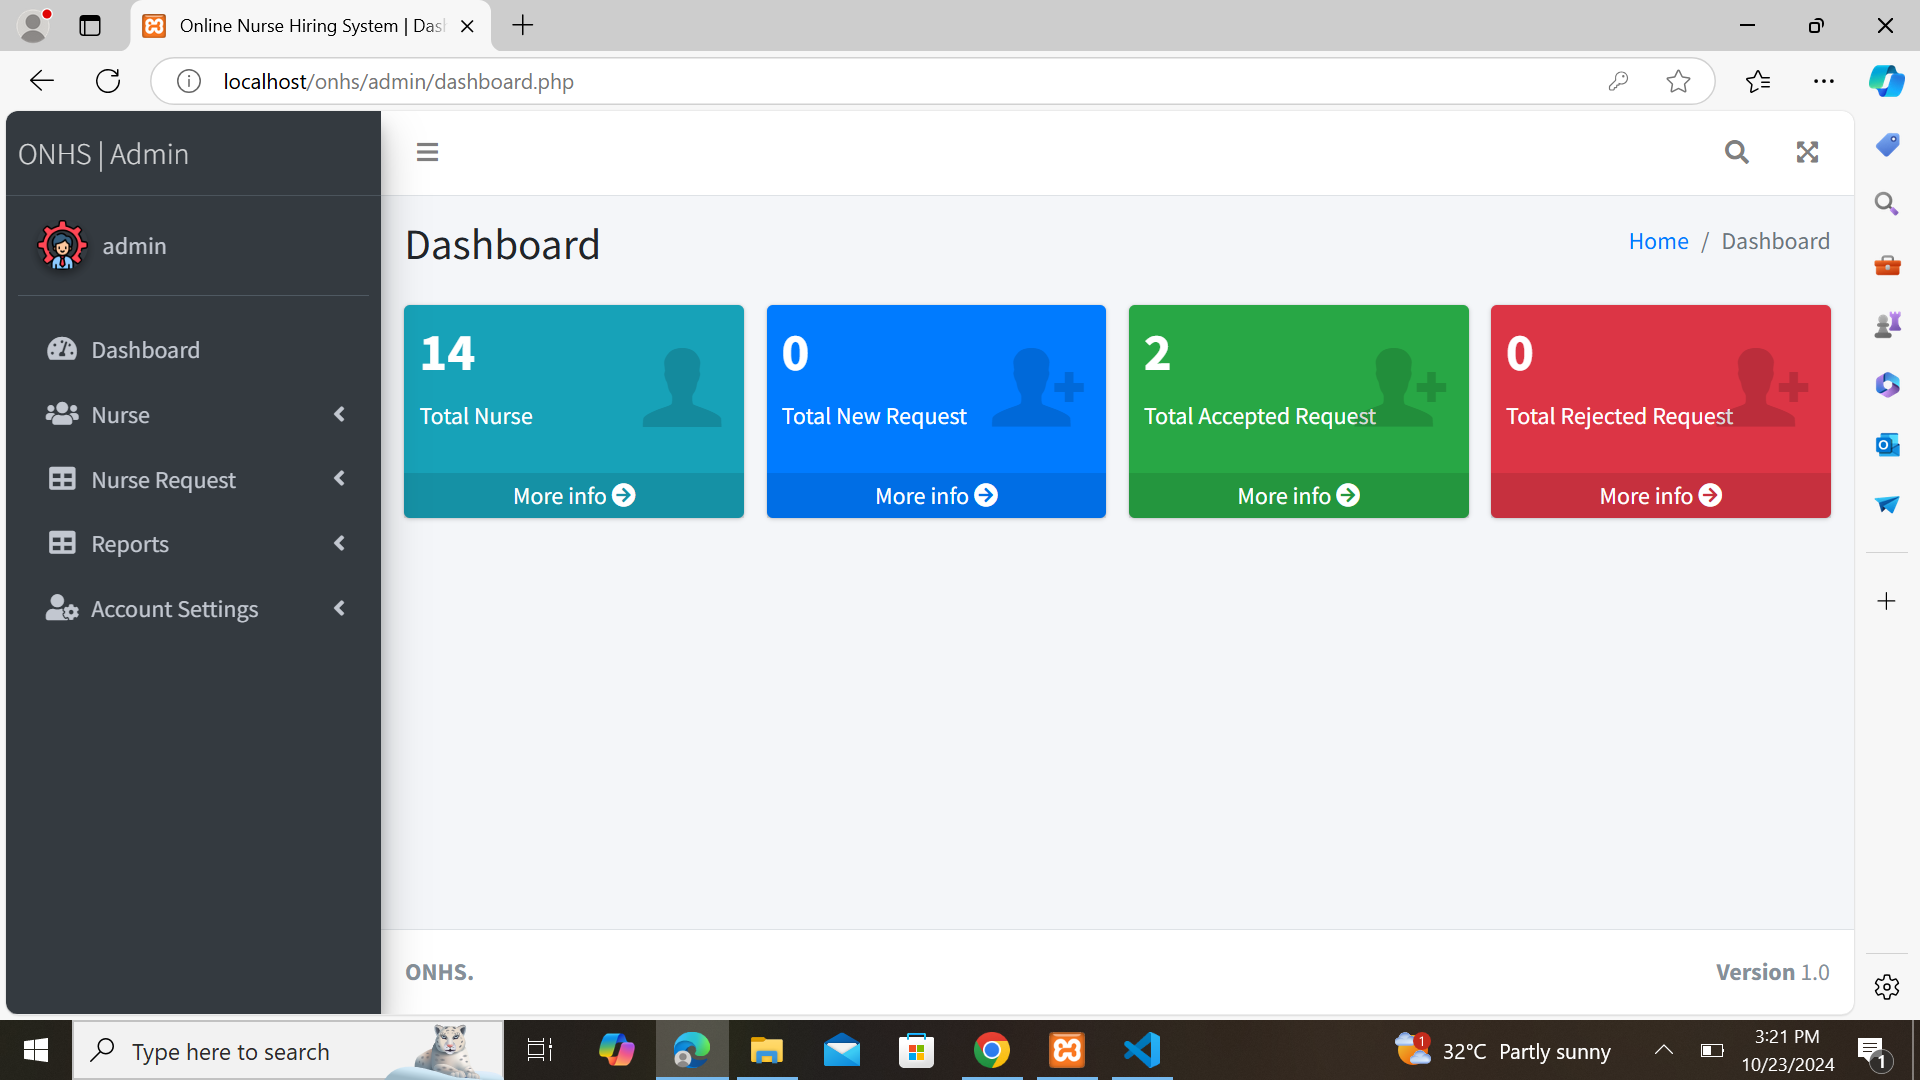 Online Nurse Hiring System | Dash
localhost/onhs/admin/dashboard.php
ONHS | Admin
admin
Dashboard
Nurse
Nurse Request
Reports
Account Settings
Dashboard
Home / Dashboard
14
Total Nurse
More info
0
Total New Request
More info
2
Total Accepted Request
More info
0
Total Rejected Request
More info
ONHS.
Version 1.0
Type here to search
1
32°C Partly sunny
3:21 PM
10/23/2024
1